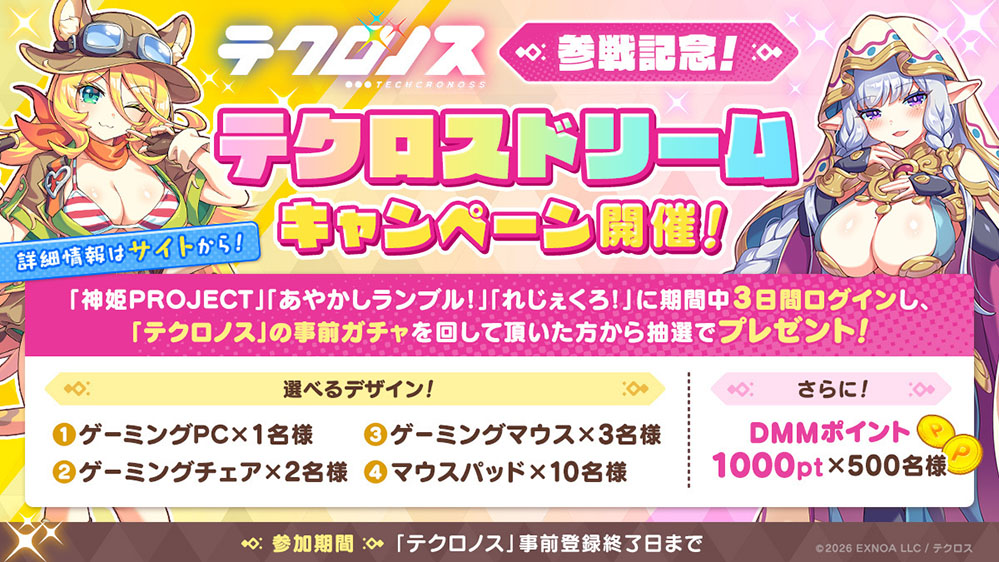 テクロノス
TECHCRONOSS
参戦記念!
テクロスドリーム
キャンペーン開催!
詳細情報はサイトから!
「神姫PROJECT」「あやかしランブル!」「れじぇくろ!」に期間中3日間ログインし、
「テクロノス」の事前ガチャを回して頂いた方から抽選でプレゼント!
選べるデザイン!
1 ゲーミングPC×1名様
3 ゲーミングマウス×3名様
2 ゲーミングチェア×2名様
4 マウスパッド×10名様
さらに!
DMMポイント
1000pt×500名様
P
P
参加期間 「テクロノス」事前登録終了日まで
©2026 EXNOA LLC / テクロス